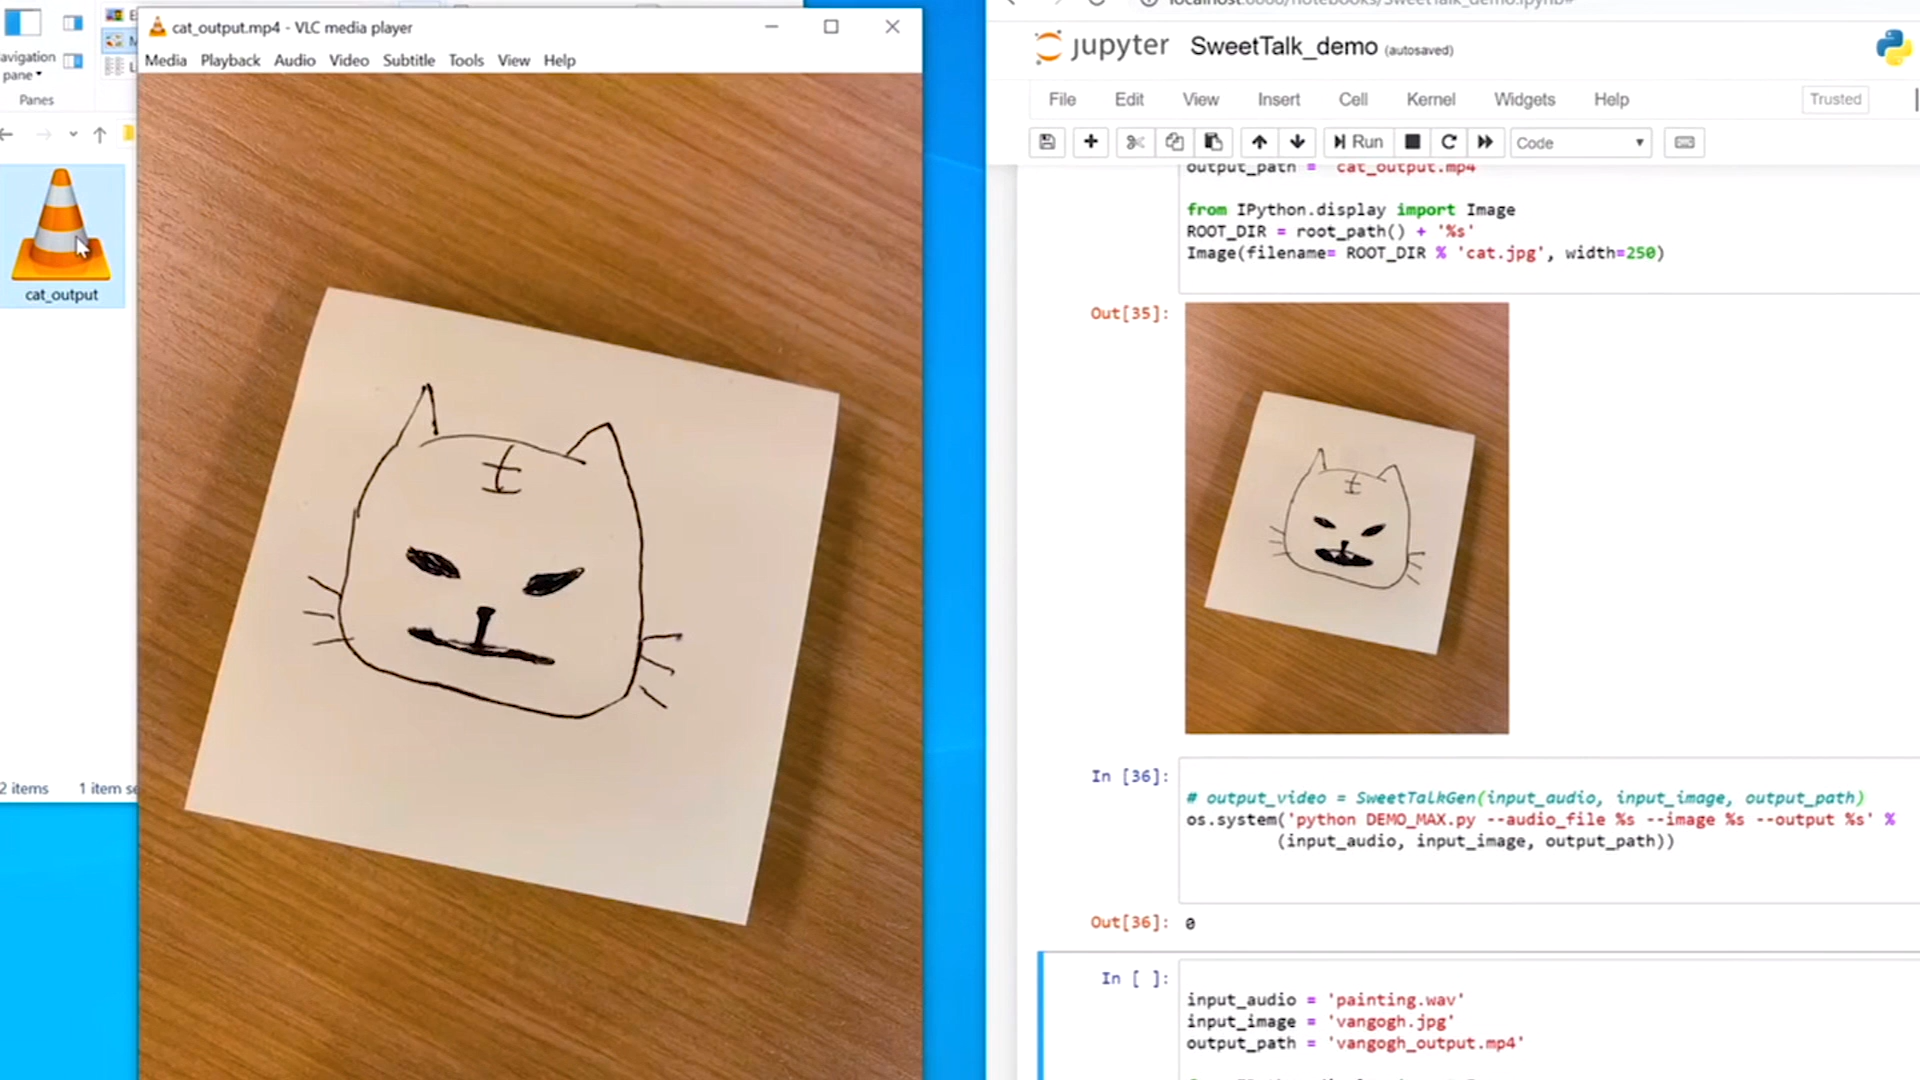 avigation
pane
Panes
cat_output
2 items
1 item se
cat_output.mp4 - VLC media player
Media Playback Audio Video Subtitle Tools View Help
jupyter SweetTalk_demo (autosaved)
File Edit View Insert Cell Kernel Widgets Help
Trusted
Run
Code
output_path = cat_output.mp4
from IPython.display import Image
ROOT_DIR = root_path() + '%s'
Image(filename= ROOT_DIR % 'cat.jpg', width=250)
Out[35]:
In [36]:
# output_video = SweetTalkGen(input_audio, input_image, output_path)
os.system('python DEMO_MAX.py --audio_file %s --image %s --output %s' %
(input_audio, input_image, output_path))
Out[36]: 0
In [ ]:
input_audio = 'painting.wav'
input_image = 'vangogh.jpg'
output_path = 'vangogh_output.mp4'